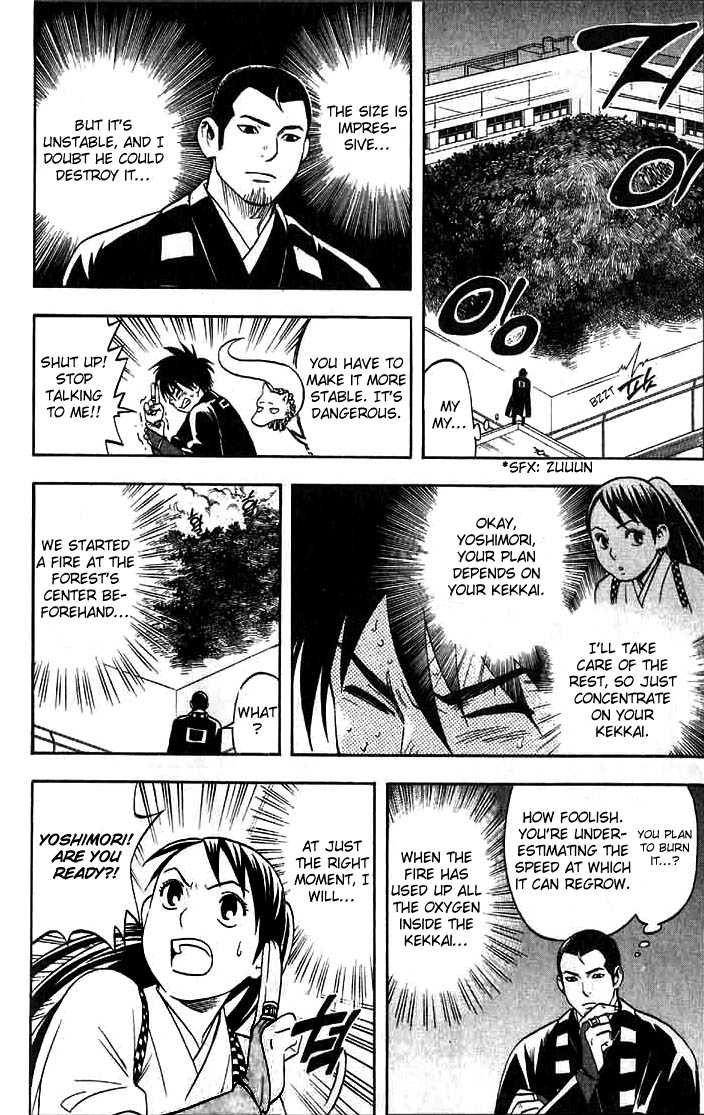 MY
MY...
BZZT
*SFX: ZUUUN
THE SIZE IS
IMPRES-
SIVE...
BUT IT'S
UNSTABLE, AND I
DOUBT HE COULD
DESTROY IT...
YOU HAVE TO
MAKE IT MORE
STABLE. IT'S
DANGEROUS.
SHUT UP!
STOP
TALKING
TO ME!!
OKAY,
YOSHIMORI,
YOUR PLAN
DEPENDS ON
YOUR KEKKAI.
I'LL TAKE
CARE OF THE
REST, SO JUST
CONCENTRATE
ON YOUR
KEKKAI.
WE STARTED
A FIRE AT THE
FOREST'S
CENTER BE-
FOREHAND...
WHAT
?
YOU PLAN
TO BURN
IT...?
HOW FOOLISH.
YOU'RE UNDER-
ESTIMATING THE
SPEED AT WHICH
IT CAN REGROW.
WHEN THE
FIRE HAS
USED UP ALL
THE OXYGEN
INSIDE THE
KEKKAI...
AT JUST
THE RIGHT
MOMENT, I
WILL...
YOSHIMORI!
ARE YOU
READY?!